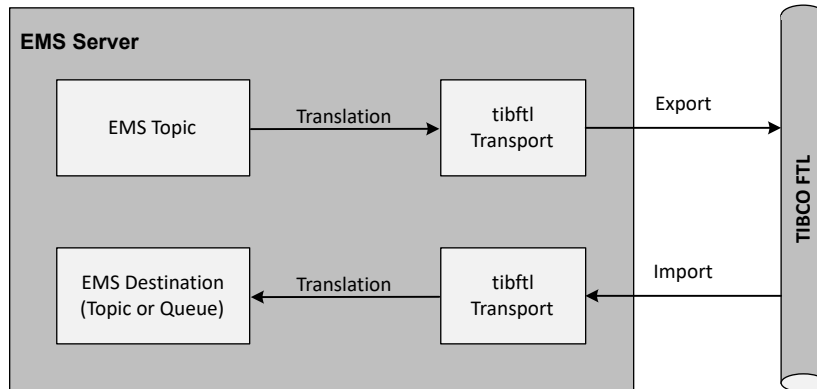 EMS Server
EMS Topic
Translation
tibftl
Transport
Export
TIBCO FTL
EMS Destination
(Topic or Queue)
Translation
tibftl
Transport
Import